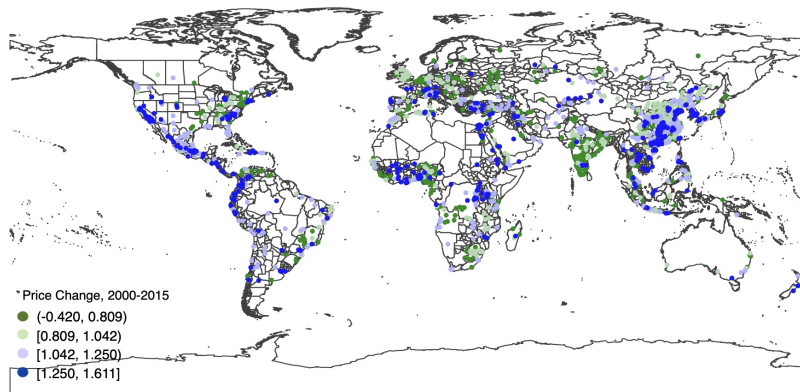 Price Change, 2000-2015
(-0.420, 0.809)
[0.809, 1.042)
[1.042, 1.250)
[1.250, 1.611]